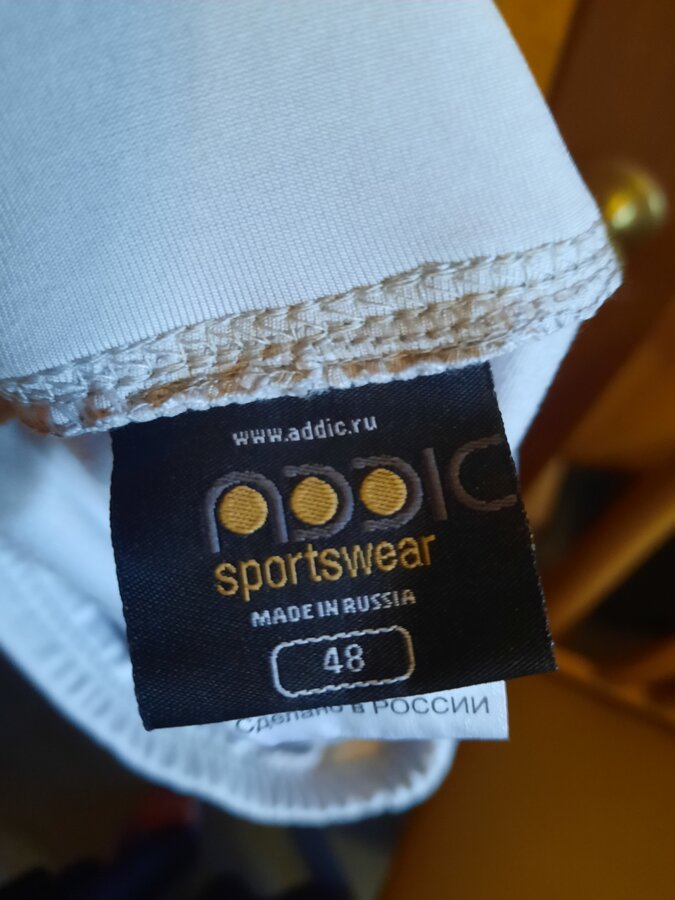 www.addic.ru
ADDIC
sportswear
MADE IN RUSSIA
48
Сделано в РОССИИ